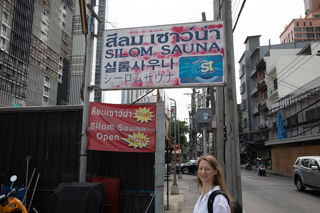 สีลมเซาว์น่า
SILOM SAUNA
실롬사우나
シーロムサウナ
สีลมเซาว์น่า
Silom Sauna
Open
NOW